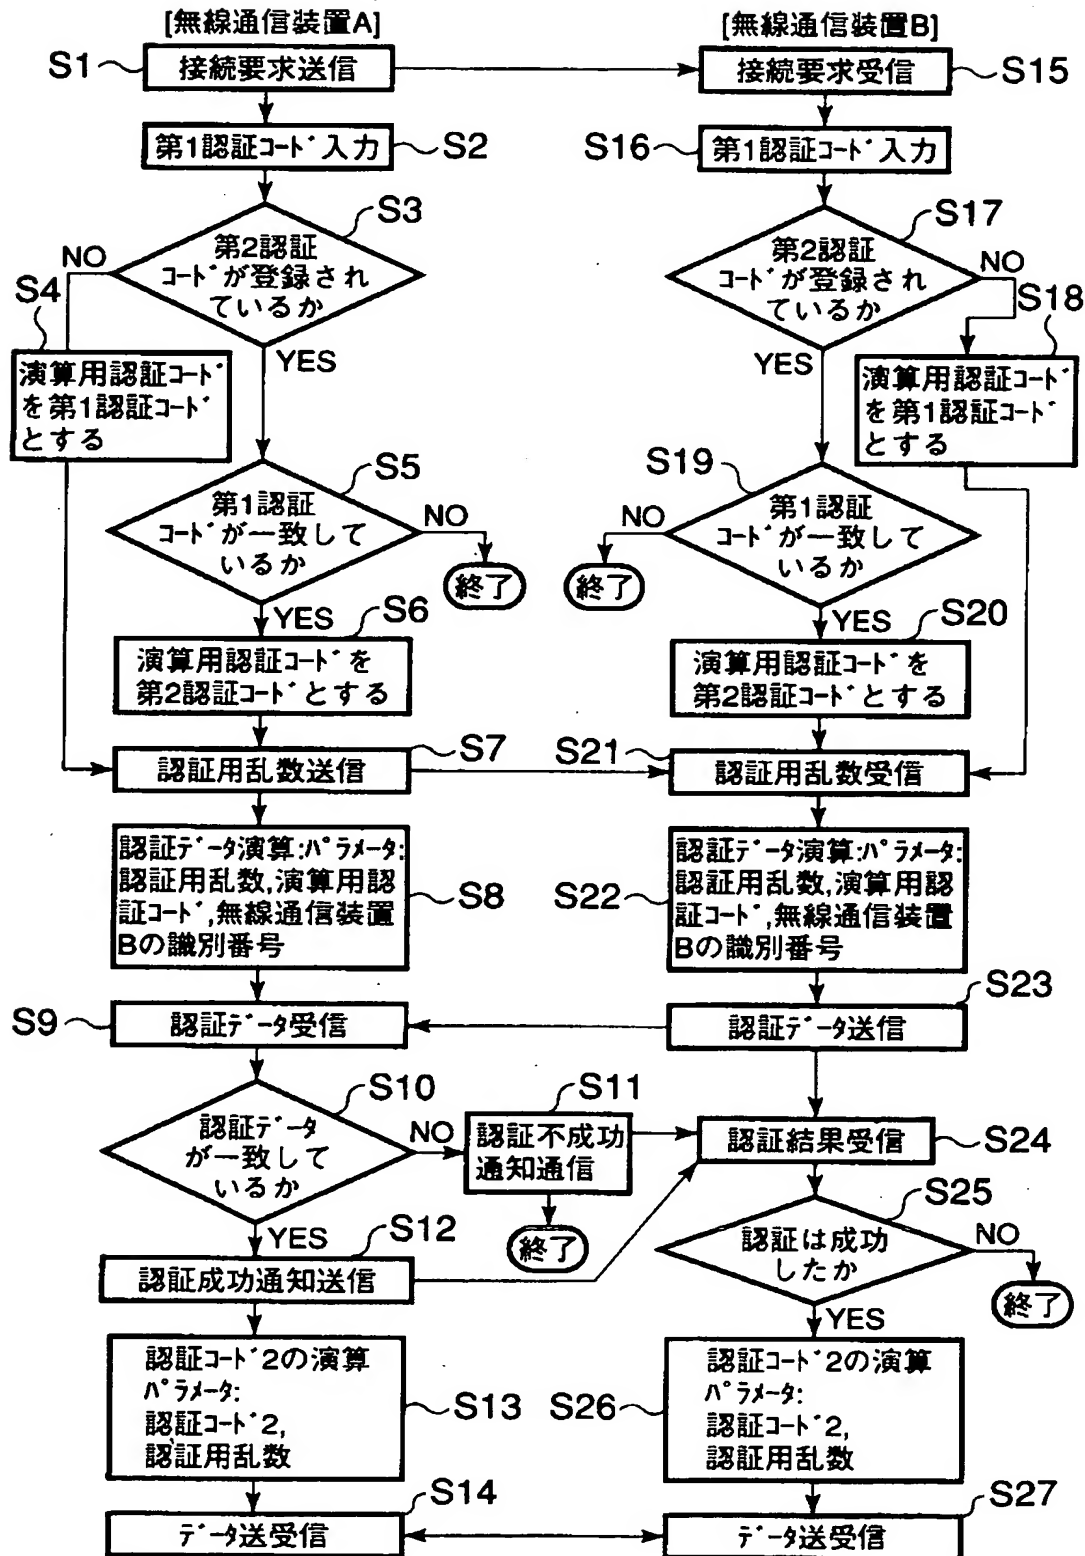 [無線通信装置A]
[無線通信装置B]
S1
接続要求送信
接続要求受信
S15
第1認証ｺｰﾄﾞ入力
S2
S16
第1認証ｺｰﾄﾞ入力
S3
第2認証
ｺｰﾄﾞが登録され
ているか
NO
YES
S17
第2認証
ｺｰﾄﾞが登録され
ているか
NO
YES
S4
演算用認証ｺｰﾄﾞ
を第1認証ｺｰﾄﾞ
とする
S18
演算用認証ｺｰﾄﾞ
を第1認証ｺｰﾄﾞ
とする
S5
第1認証
ｺｰﾄﾞが一致して
いるか
NO
終了
YES
S19
第1認証
ｺｰﾄﾞが一致して
いるか
NO
終了
YES
S6
演算用認証ｺｰﾄﾞを
第2認証ｺｰﾄﾞとする
S20
演算用認証ｺｰﾄﾞを
第2認証ｺｰﾄﾞとする
S7
認証用乱数送信
S21
認証用乱数受信
認証ﾃﾞｰﾀ演算:ﾊﾟﾗﾒｰﾀ:
認証用乱数,演算用認
証ｺｰﾄﾞ,無線通信装置
Bの識別番号
S8
S22
認証ﾃﾞｰﾀ演算:ﾊﾟﾗﾒｰﾀ:
認証用乱数,演算用認
証ｺｰﾄﾞ,無線通信装置
Bの識別番号
S9
認証ﾃﾞｰﾀ受信
S23
認証ﾃﾞｰﾀ送信
S10
認証ﾃﾞｰﾀ
が一致して
いるか
NO
YES
S11
認証不成功
通知通信
終了
認証結果受信
S24
S12
認証成功通知送信
S25
認証は成功
したか
NO
終了
YES
認証ｺｰﾄﾞ2の演算
ﾊﾟﾗﾒｰﾀ:
認証ｺｰﾄﾞ2,
認証用乱数
S13
S26
認証ｺｰﾄﾞ2の演算
ﾊﾟﾗﾒｰﾀ:
認証ｺｰﾄﾞ2,
認証用乱数
S14
ﾃﾞｰﾀ送受信
S27
ﾃﾞｰﾀ送受信